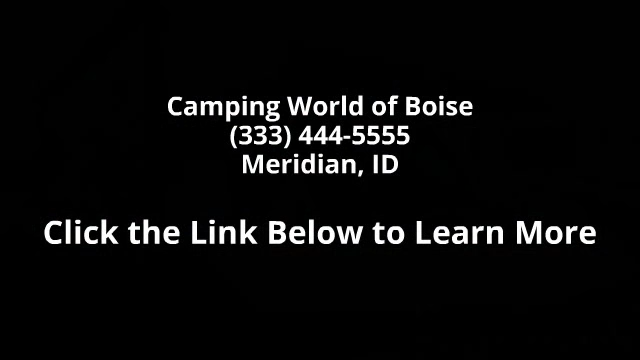 Camping World of Boise
(333) 444-5555
Meridian, ID
Click the Link Below to Learn More